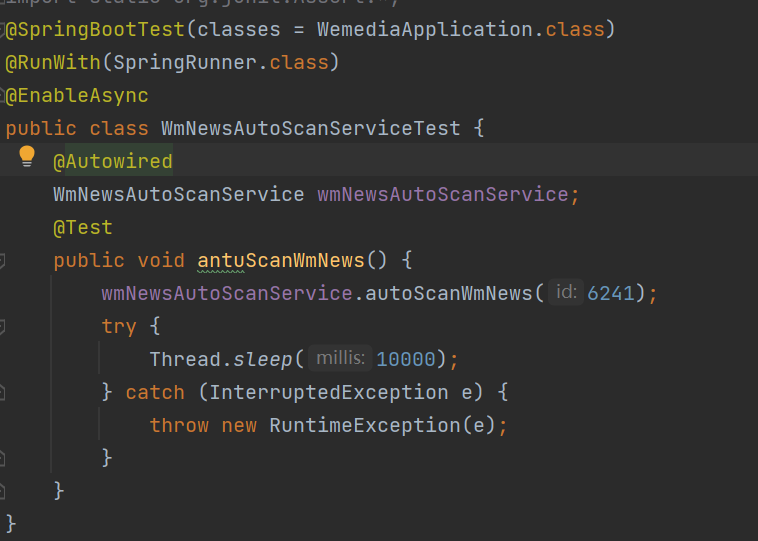 import static org.junit.Assert.*;
@SpringBootTest(classes = WemediaApplication.class)
@RunWith(SpringRunner.class)
@EnableAsync
public class WmNewsAutoScanServiceTest {
@Autowired
WmNewsAutoScanService wmNewsAutoScanService;
@Test
public void antuScanWmNews() {
wmNewsAutoScanService.autoScanWmNews( id: 6241);
try {
Thread.sleep( millis: 10000);
} catch (InterruptedException e) {
throw new RuntimeException(e);
}
}
}